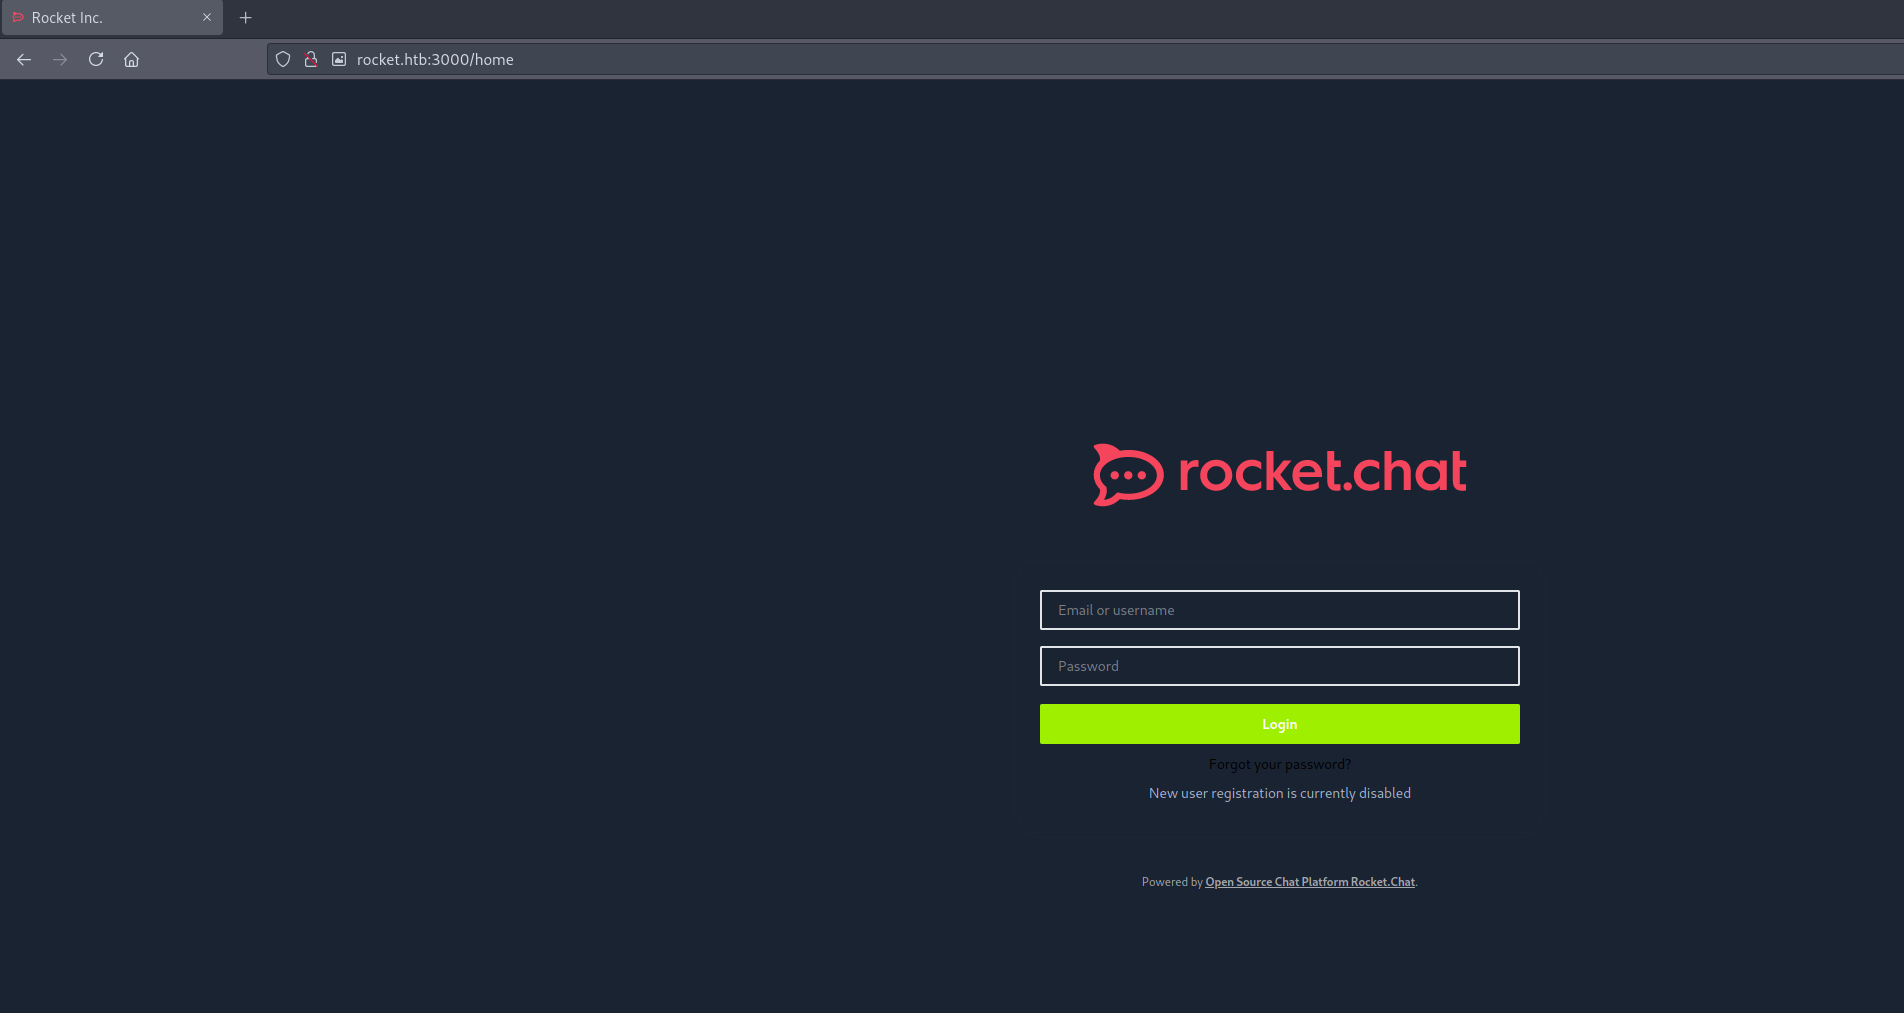 Rocket Inc.
rocket.htb:3000/home
rocket.chat
Email or username
Password
Login
Forgot your password?
New user registration is currently disabled
Powered by Open Source Chat Platform Rocket.Chat.